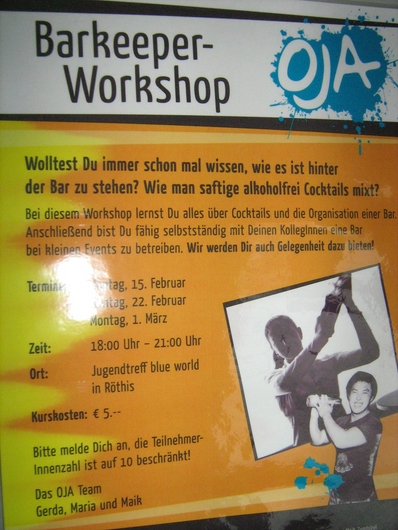 Barkeeper-
Workshop
OJA
Wolltest Du immer schon mal wissen, wie es ist hinter
der Bar zu stehen? Wie man saftige alkoholfrei Cocktails mixt?
Bei diesem Workshop lernst Du alles über Cocktails und die Organisation einer Bar.
Anschließend bist Du fähig selbstständig mit Deinen KollegInnen eine Bar
bei kleinen Events zu betreiben. Wir werden Dir auch Gelegenheit dazu bieten!
15. Februar
22. Februar
Montag, 1. März
Zeit: 18:00 Uhr – 21:00 Uhr
Ort: Jugendtreff blue world
in Röthis
Kurskosten: € 5.--
Bitte melde Dich an, die Teilnehmer-
Innenzahl ist auf 10 beschränkt!
Das OJA Team
Gerda, Maria und Maik